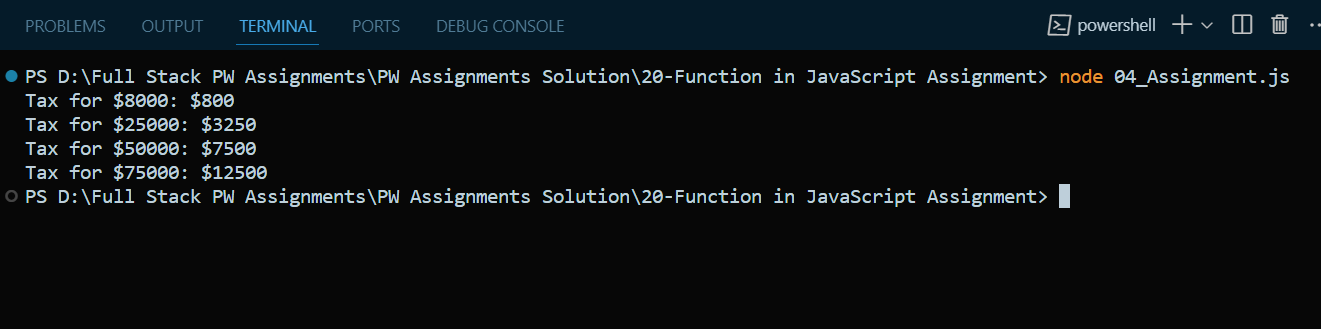 PROBLEMS OUTPUT TERMINAL PORTS DEBUG CONSOLE powershell
PS D:\Full Stack PW Assignments\PW Assignments Solution\20-Function in JavaScript Assignment> node 04_Assignment.js
Tax for $8000: $800
Tax for $25000: $3250
Tax for $50000: $7500
Tax for $75000: $12500
PS D:\Full Stack PW Assignments\PW Assignments Solution\20-Function in JavaScript Assignment>